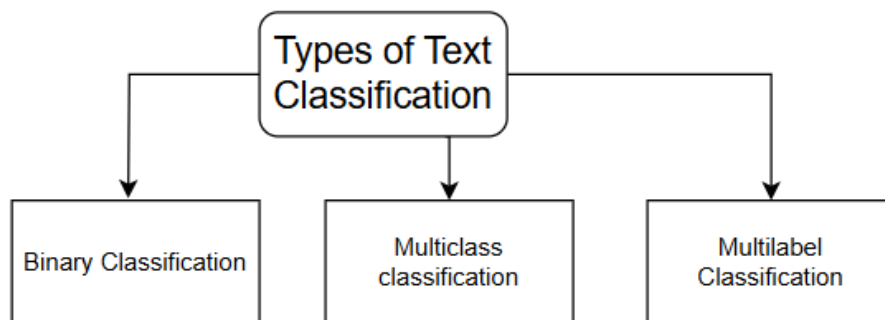 Types of Text
Classification
Binary Classification
Multiclass
classification
Multilabel
Classification